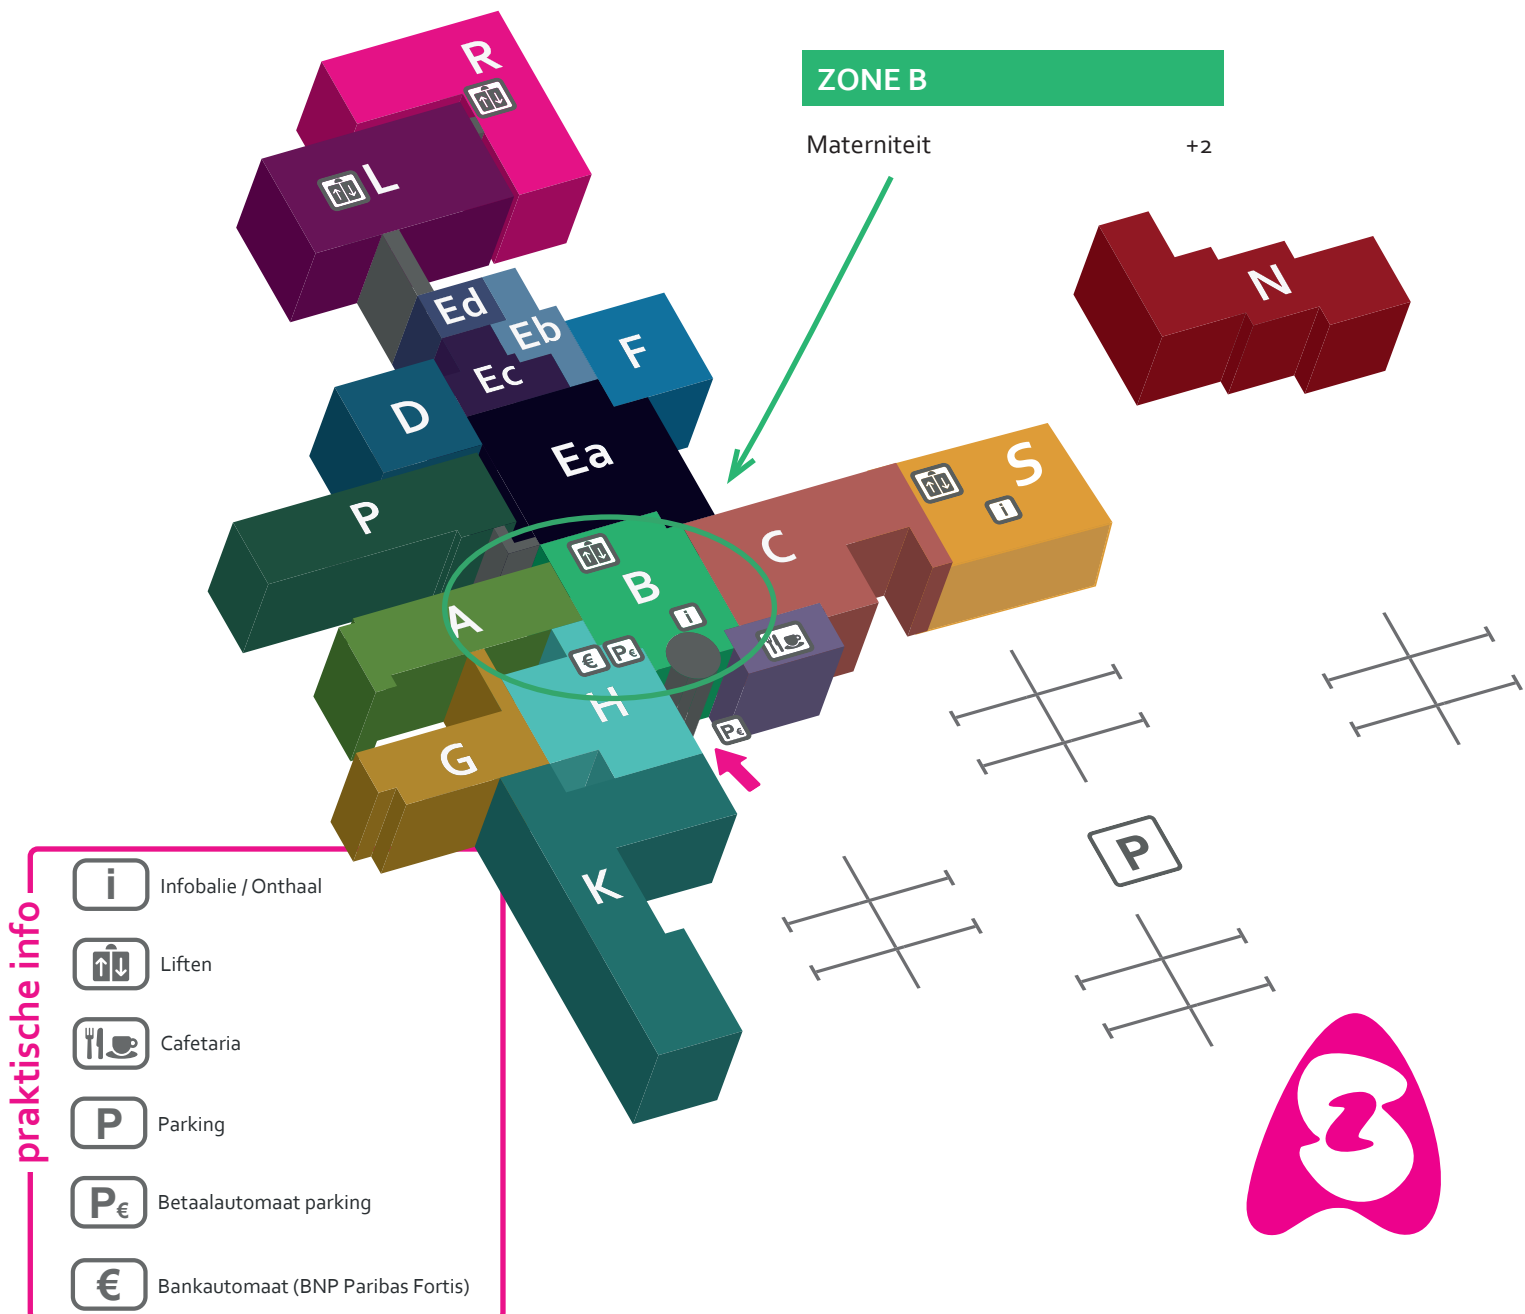 R
ZONE B
Materniteit +2
L
N
Ed
Eb
F
Ec
D
Ea
S
i
P
C
B
i
A
€ P€
H
P€
G
P
K
praktische info
i Infobalie / Onthaal
Liften
Cafetaria
P Parking
P€ Betaalautomaat parking
€ Bankautomaat (BNP Paribas Fortis)